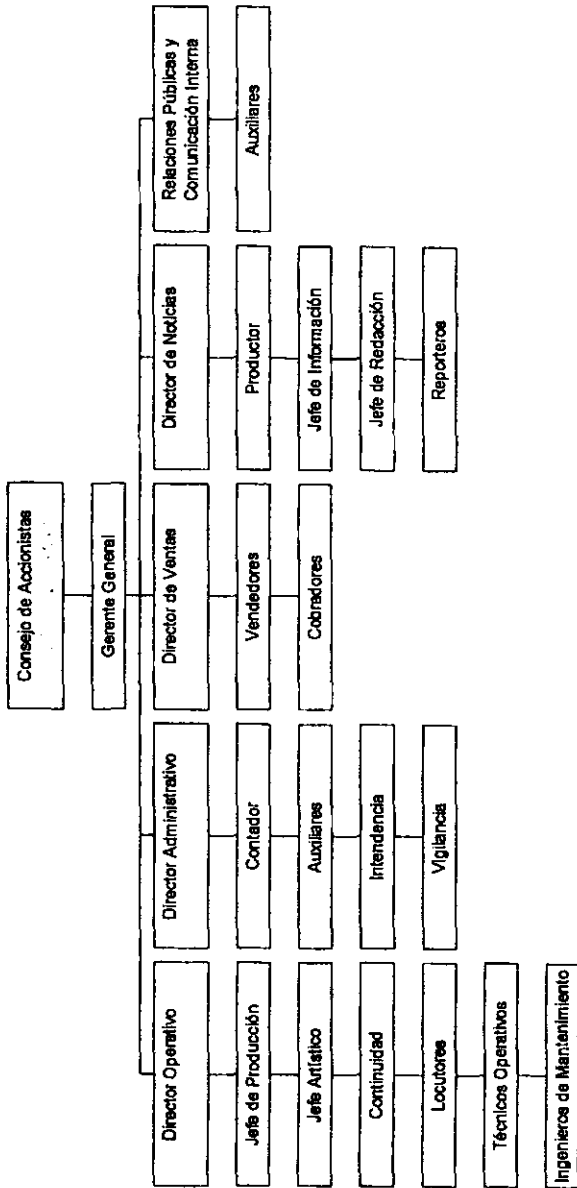 Consejo de Accionistas
Gerente General
Director Operativo
Jefe de Producción
Jefe Artístico
Continuidad
Locutores
Técnicos Operativos
Ingenieros de Mantenimiento
Director Administrativo
Contador
Auxiliares
Intendencia
Vigilancia
Director de Ventas
Vendedores
Cobradores
Director de Noticias
Productor
Jefe de Información
Jefe de Redacción
Reporteros
Relaciones Públicas y
Comunicación Interna
Auxiliares